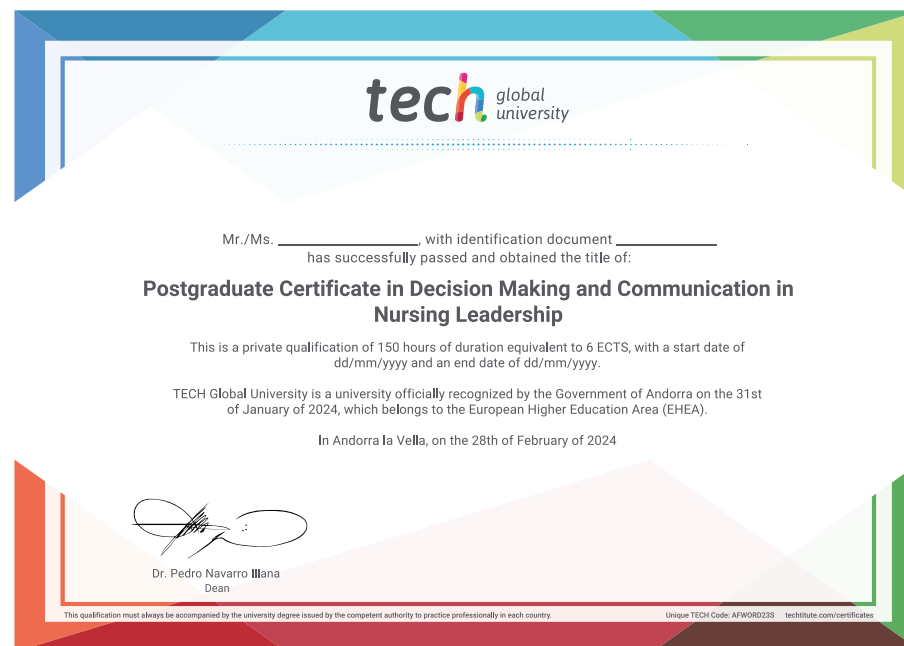 tech global university
Mr./Ms. ________________, with identification document ____________
has successfully passed and obtained the title of:
Postgraduate Certificate in Decision Making and Communication in
Nursing Leadership
This is a private qualification of 150 hours of duration equivalent to 6 ECTS, with a start date of
dd/mm/yyyy and an end date of dd/mm/yyyy.
TECH Global University is a university officially recognized by the Government of Andorra on the 31st
of January of 2024, which belongs to the European Higher Education Area (EHEA).
In Andorra la Vella, on the 28th of February of 2024
Dr. Pedro Navarro Illana
Dean
This qualification must always be accompanied by the university degree issued by the competent authority to practice professionally in each country.
Unique TECH Code: AFWORD23S techtitute.com/certificates